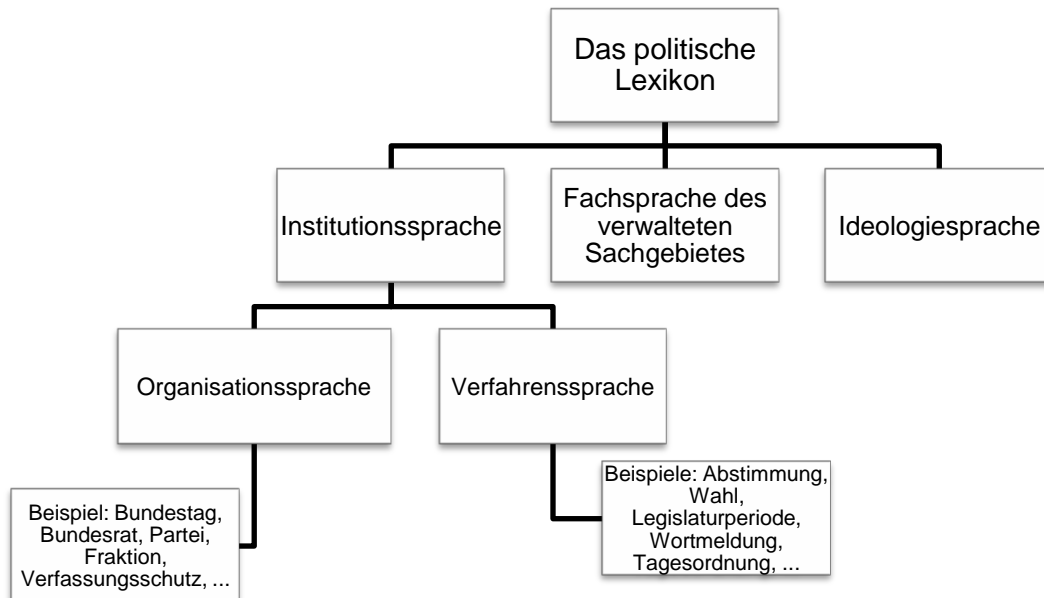 Das politische
Lexikon
Institutionssprache
Fachsprache des
verwalteten
Sachgebietes
Ideologiesprache
Organisationssprache
Verfahrenssprache
Beispiel: Bundestag,
Bundesrat, Partei,
Fraktion,
Verfassungsschutz, ...
Beispiele: Abstimmung,
Wahl,
Legislaturperiode,
Wortmeldung,
Tagesordnung, ...